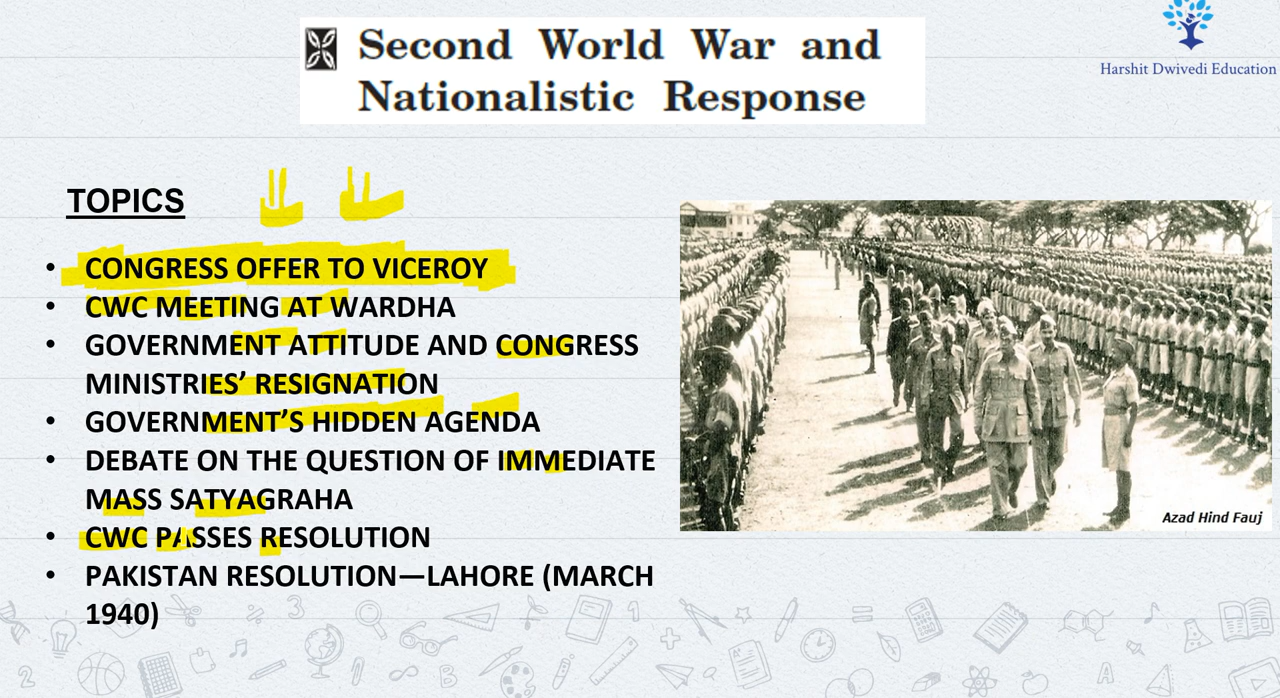 Second World War and
Nationalistic Response
Harshit Dwivedi Education
TOPICS
• CONGRESS OFFER TO VICEROY
• CWC MEETING AT WARDHA
• GOVERNMENT ATTITUDE AND CONGRESS
MINISTRIES’ RESIGNATION
• GOVERNMENT’S HIDDEN AGENDA
• DEBATE ON THE QUESTION OF IMMEDIATE
MASS SATYAGRAHA
• CWC PASSES RESOLUTION
• PAKISTAN RESOLUTION—LAHORE (MARCH
1940)
Azad Hind Fauj